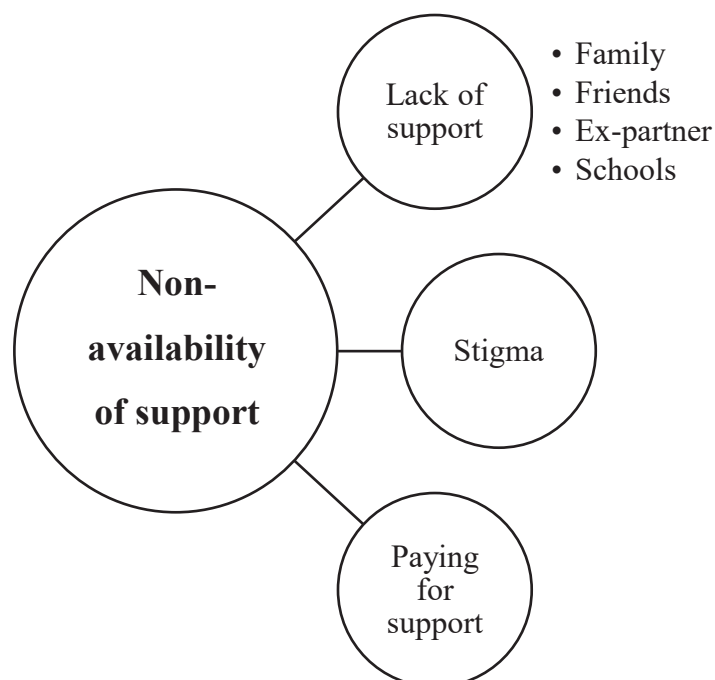 Lack of
support
• Family
• Friends
• Ex-partner
• Schools
Non-
availability
of support
Stigma
Paying
for
support